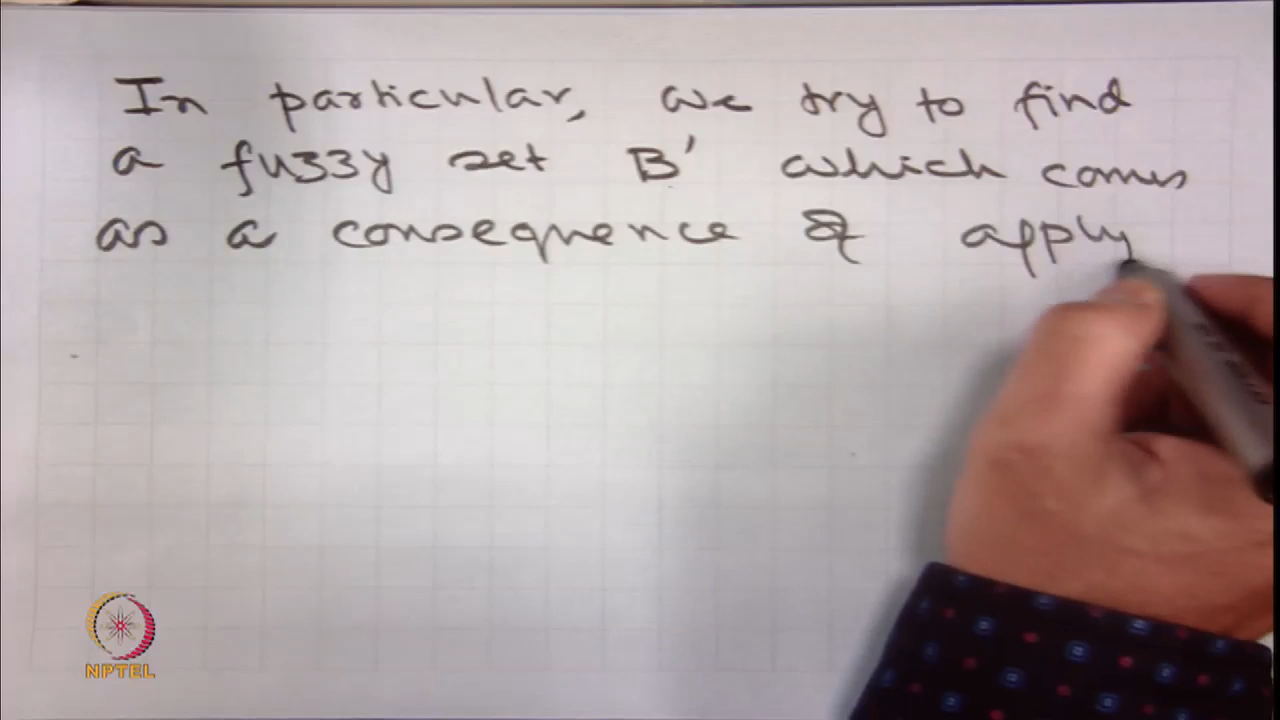 In particular, we try to find
a fuzzy set B' which comes
as a consequence of apply
NPTEL